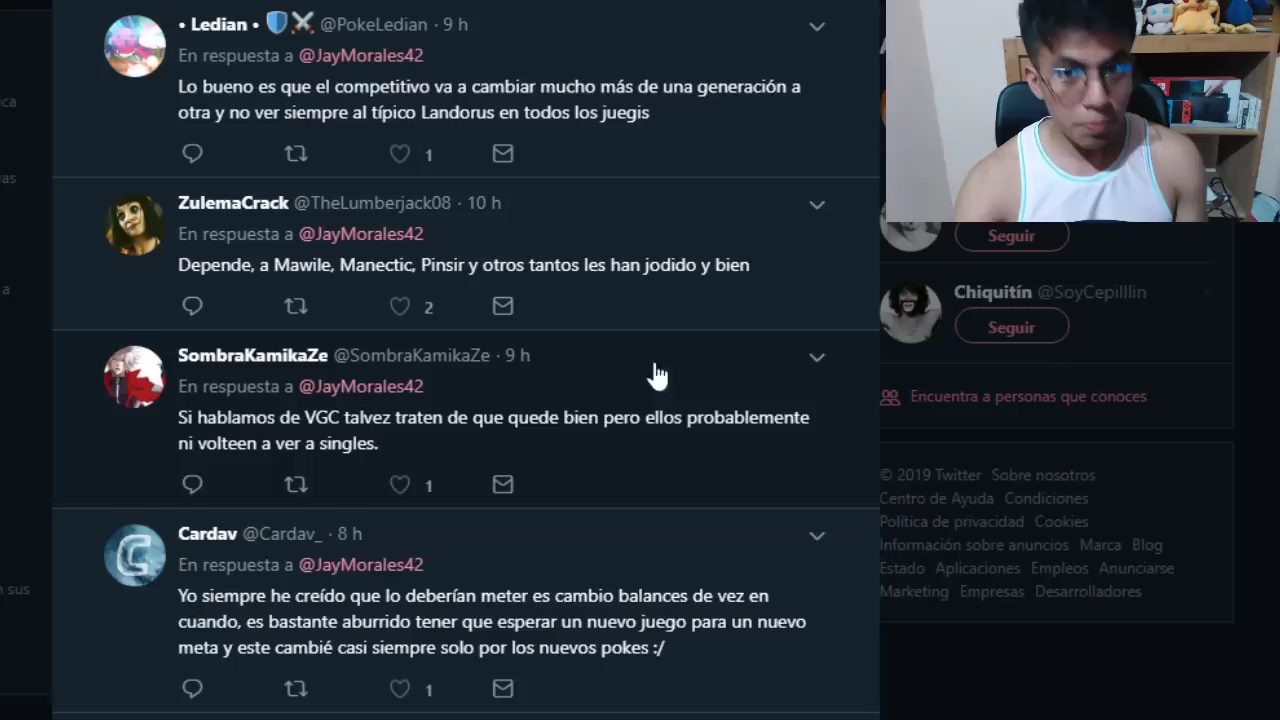 • Ledian • 🛡️⚔️ @PokeLedian · 9 h
En respuesta a @JayMorales42
Lo bueno es que el competitivo va a cambiar mucho más de una generación a
otra y no ver siempre al típico Landorus en todos los juegis
1
ZulemaCrack @TheLumberjack08 · 10 h
En respuesta a @JayMorales42
Depende, a Mawile, Manectic, Pinsir y otros tantos les han jodido y bien
2
SombraKamikaZe @SombraKamikaZe · 9 h
En respuesta a @JayMorales42
Si hablamos de VGC talvez traten de que quede bien pero ellos probablemente
ni volteen a ver a singles.
1
Cardav @Cardav_ · 8 h
En respuesta a @JayMorales42
Yo siempre he creído que lo deberían meter es cambio balances de vez en
cuando, es bastante aburrido tener que esperar un nuevo juego para un nuevo
meta y este cambié casi siempre solo por los nuevos pokes :/
1
ica
vas
a
n sus
Seguir
Chiquitín @SoyCepilllin
Seguir
Encuentra a personas que conoces
© 2019 Twitter Sobre nosotros
Centro de Ayuda Condiciones
Política de privacidad Cookies
Información sobre anuncios Marca Blog
Estado Aplicaciones Empleos Anunciarse
Marketing Empresas Desarrolladores